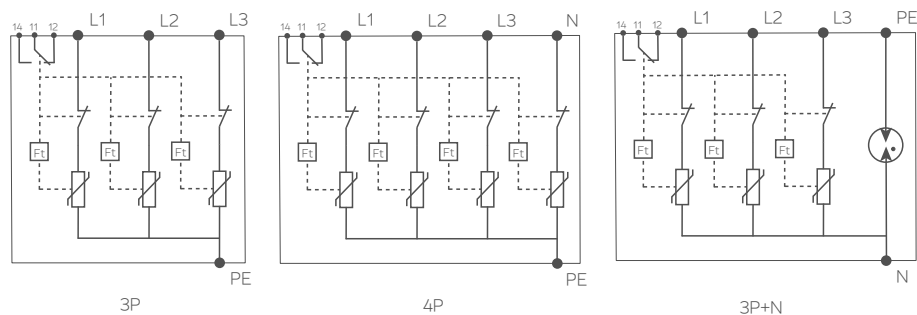 14 11 12 L1 L2 L3
Ft Ft Ft
PE
3P
14 11 12 L1 L2 L3 N
Ft Ft Ft Ft
PE
4P
14 11 12 L1 L2 L3 PE
Ft Ft Ft
N
3P+N